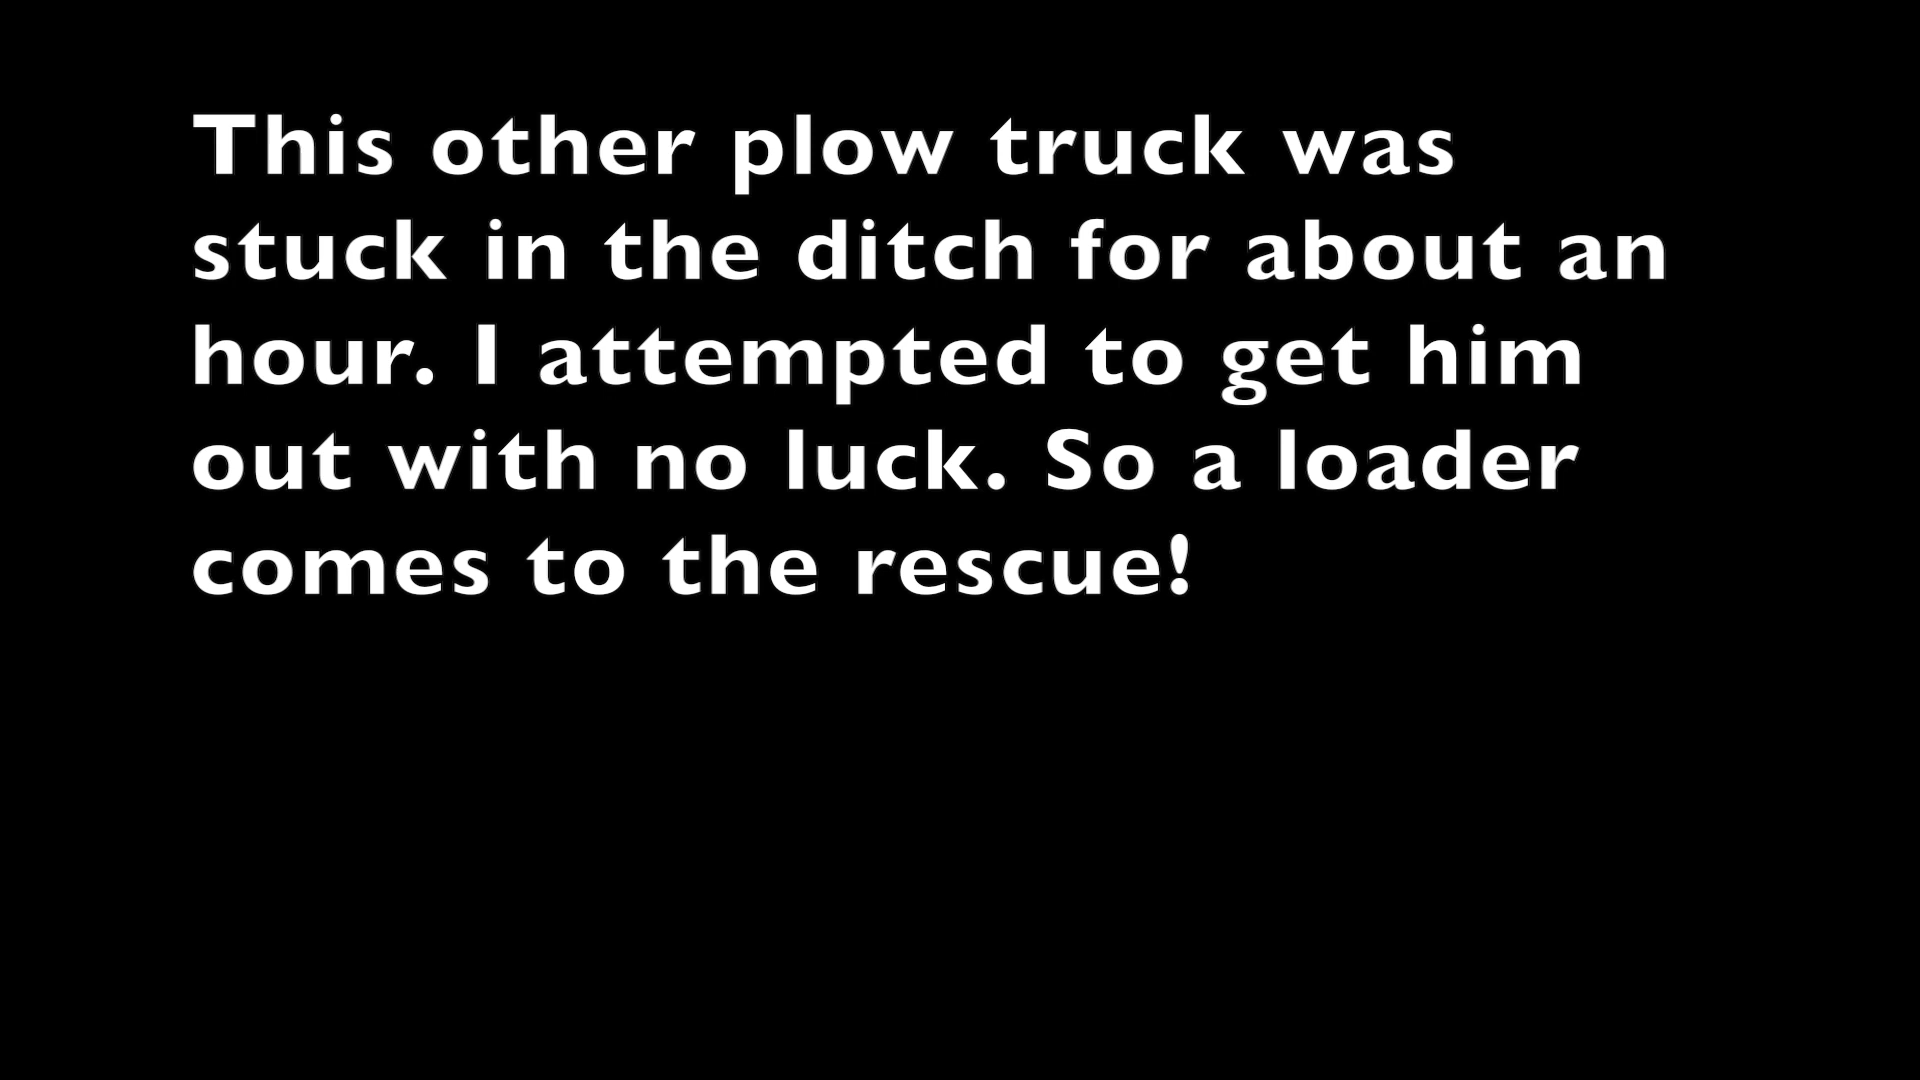 This other plow truck was
stuck in the ditch for about an
hour. I attempted to get him
out with no luck. So a loader
comes to the rescue!